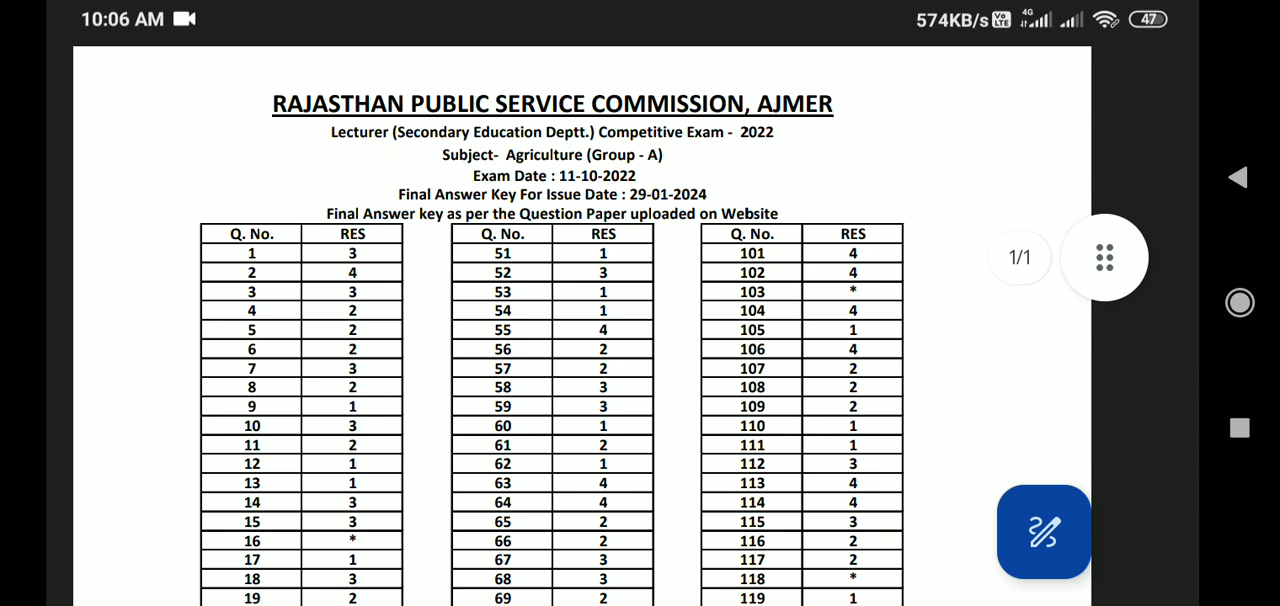 10:06 AM
574KB/s Vo LTE 4G 47
RAJASTHAN PUBLIC SERVICE COMMISSION, AJMER
Lecturer (Secondary Education Deptt.) Competitive Exam - 2022
Subject- Agriculture (Group - A)
Exam Date : 11-10-2022
Final Answer Key For Issue Date : 29-01-2024
Final Answer key as per the Question Paper uploaded on Website
Q. No. RES Q. No. RES Q. No. RES
1 3 51 1 101 4
2 4 52 3 102 4
3 3 53 1 103 *
4 2 54 1 104 4
5 2 55 4 105 1
6 2 56 2 106 4
7 3 57 2 107 2
8 2 58 3 108 2
9 1 59 3 109 2
10 3 60 1 110 1
11 2 61 2 111 1
12 1 62 1 112 3
13 1 63 4 113 4
14 3 64 4 114 4
15 3 65 2 115 3
16 * 66 2 116 2
17 1 67 3 117 2
18 3 68 3 118 *
19 2 69 2 119 1
1/1